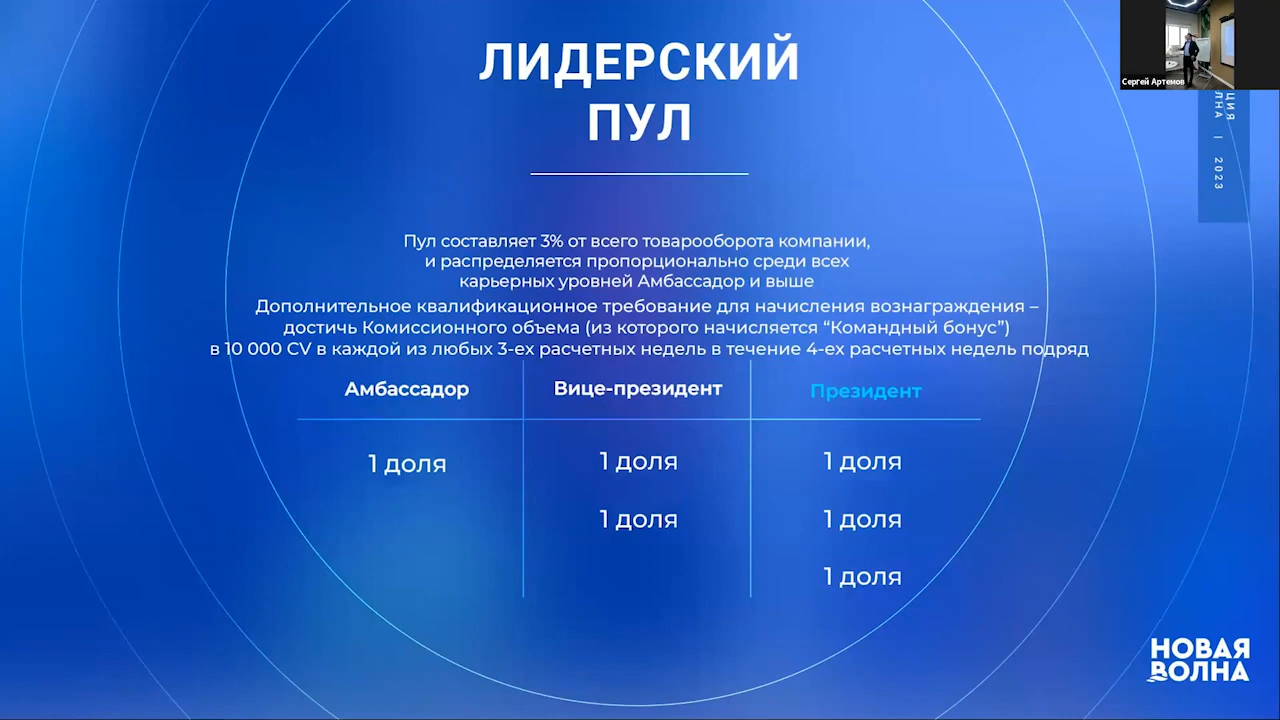 ЛИДЕРСКИЙ
ПУЛ
Сергей Артемов
ЦИЯ
ЛНА | 2023
Пул составляет 3% от всего товарооборота компании,
и распределяется пропорционально среди всех
карьерных уровней Амбассадор и выше
Дополнительное квалификационное требование для начисления вознаграждения –
достичь Комиссионного объема (из которого начисляется “Командный бонус”)
в 10 000 CV в каждой из любых 3-ех расчетных недель в течение 4-ех расчетных недель подряд
Амбассадор Вице-президент Президент
1 доля 1 доля 1 доля
1 доля 1 доля
1 доля
НОВАЯ
ВОЛНА